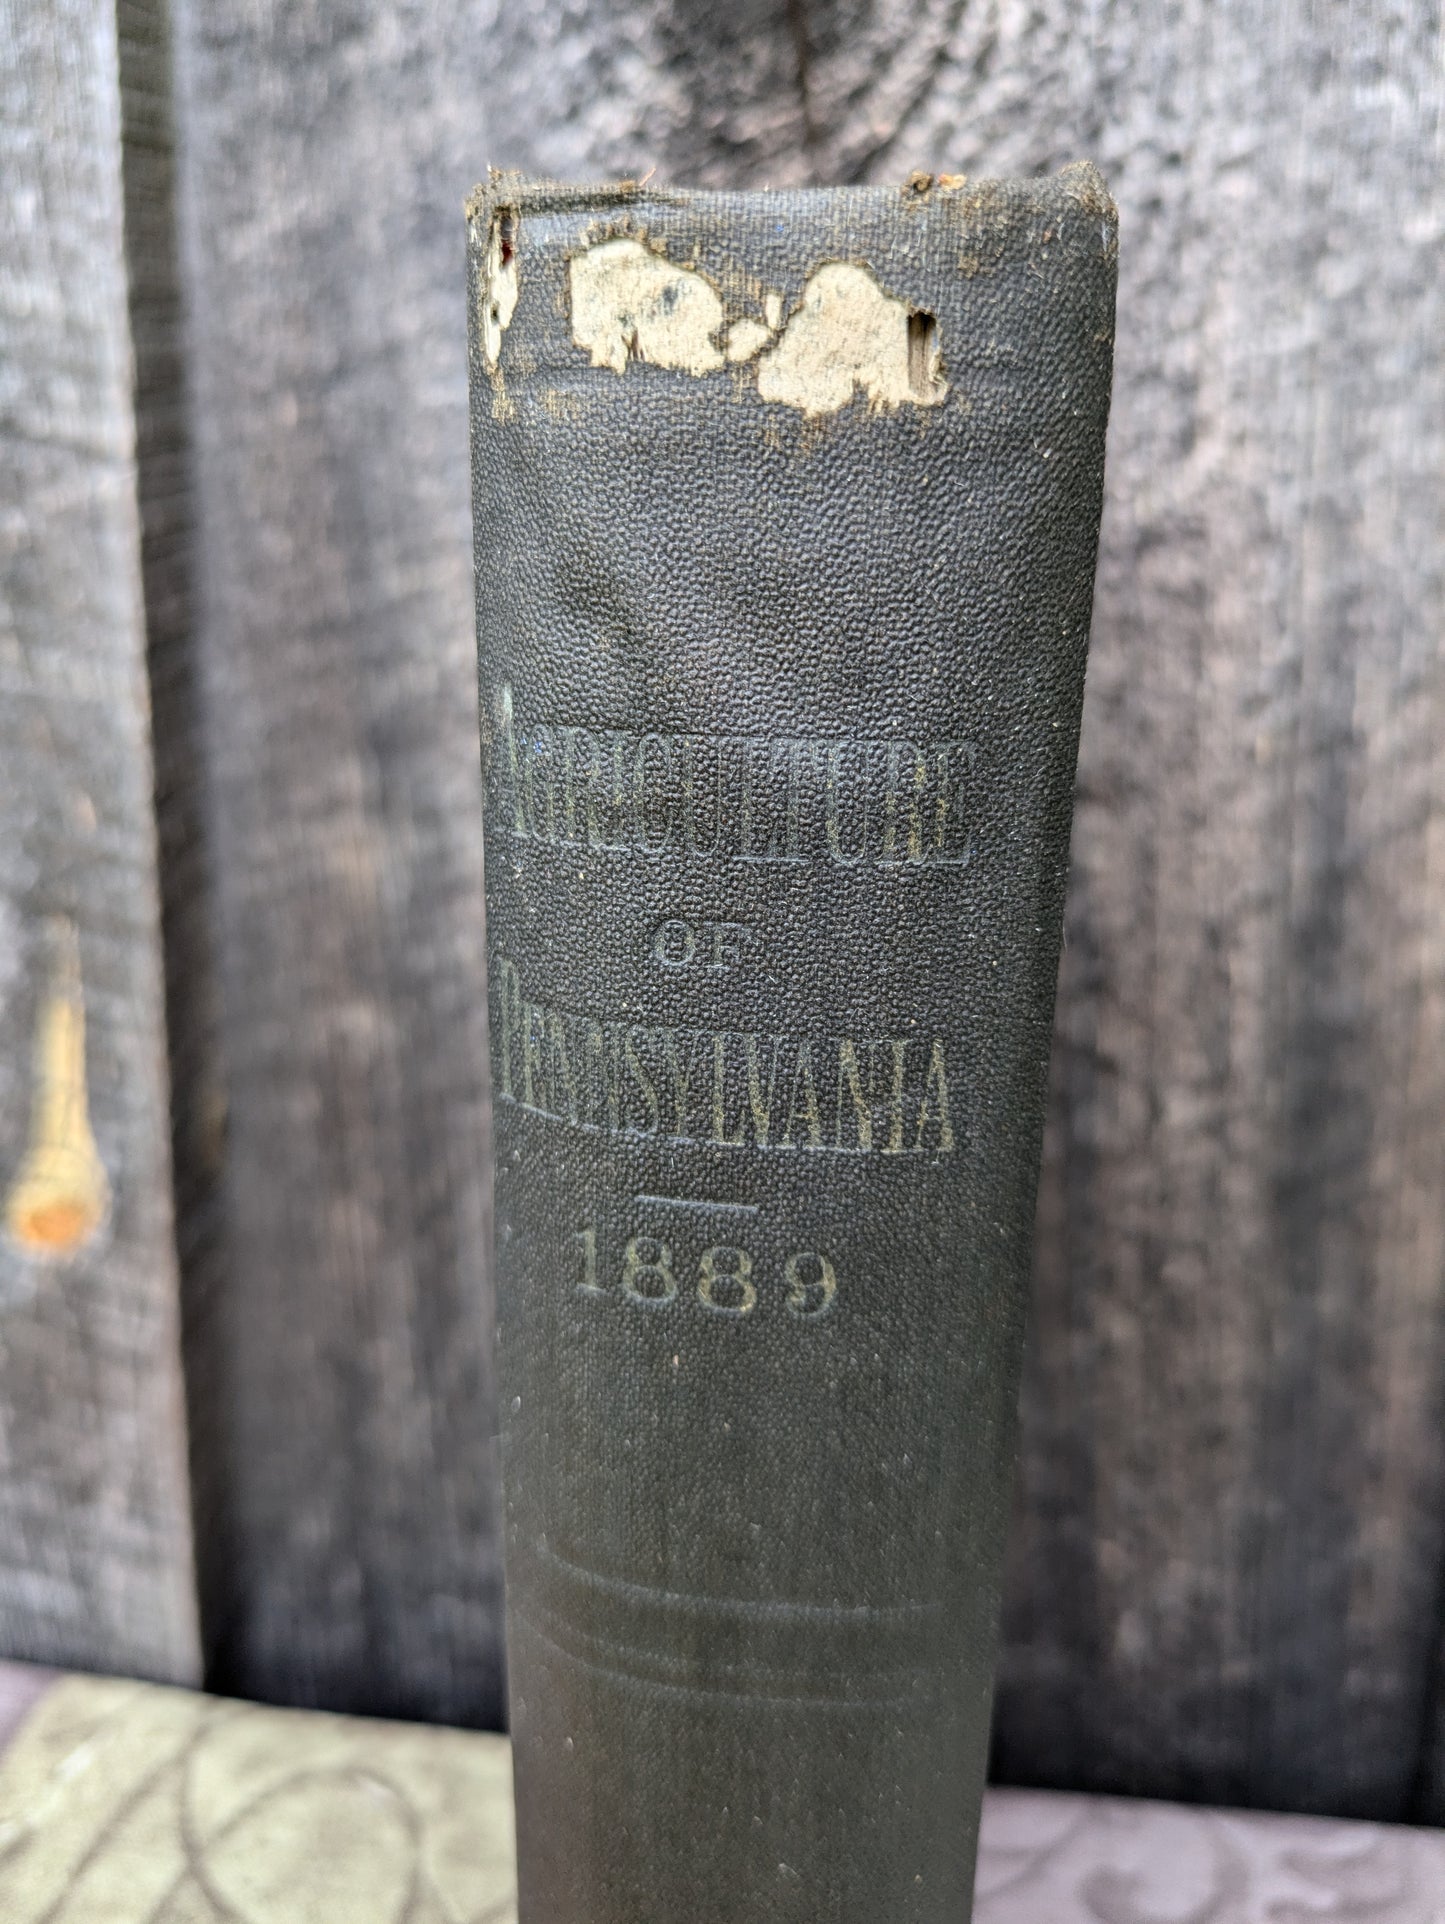 AGRICULTURE
OF
PENNSYLVANIA
1889